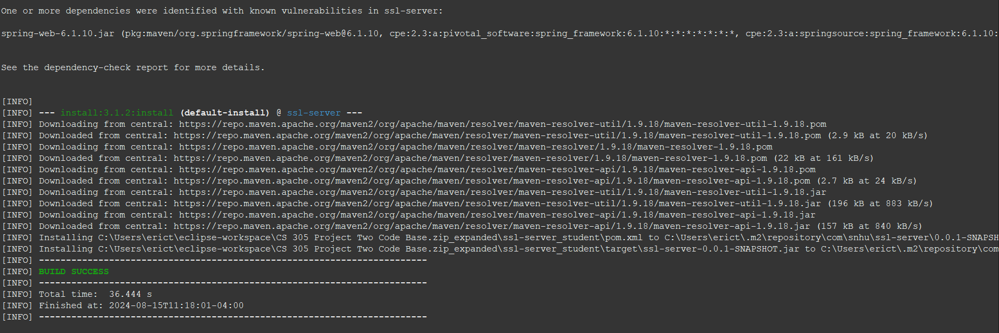 One or more dependencies were identified with known vulnerabilities in ssl-server:
spring-web-6.1.10.jar (pkg:maven/org.springframework/spring-web@6.1.10, cpe:2.3:a:pivotal_software:spring_framework:6.1.10:*:*:*:*:*:*:*, cpe:2.3:a:springsource:spring_framework:6.1.10:
See the dependency-check report for more details.
[INFO]
[INFO] --- install:3.1.2:install (default-install) @ ssl-server ---
[INFO] Downloading from central: https://repo.maven.apache.org/maven2/org/apache/maven/resolver/maven-resolver-util/1.9.18/maven-resolver-util-1.9.18.pom
[INFO] Downloaded from central: https://repo.maven.apache.org/maven2/org/apache/maven/resolver/maven-resolver-util/1.9.18/maven-resolver-util-1.9.18.pom (2.9 kB at 20 kB/s)
[INFO] Downloading from central: https://repo.maven.apache.org/maven2/org/apache/maven/resolver/maven-resolver/1.9.18/maven-resolver-1.9.18.pom
[INFO] Downloaded from central: https://repo.maven.apache.org/maven2/org/apache/maven/resolver/maven-resolver/1.9.18/maven-resolver-1.9.18.pom (22 kB at 161 kB/s)
[INFO] Downloading from central: https://repo.maven.apache.org/maven2/org/apache/maven/resolver/maven-resolver-api/1.9.18/maven-resolver-api-1.9.18.pom
[INFO] Downloaded from central: https://repo.maven.apache.org/maven2/org/apache/maven/resolver/maven-resolver-api/1.9.18/maven-resolver-api-1.9.18.pom (2.7 kB at 24 kB/s)
[INFO] Downloading from central: https://repo.maven.apache.org/maven2/org/apache/maven/resolver/maven-resolver-util/1.9.18/maven-resolver-util-1.9.18.jar
[INFO] Downloaded from central: https://repo.maven.apache.org/maven2/org/apache/maven/resolver/maven-resolver-util/1.9.18/maven-resolver-util-1.9.18.jar (196 kB at 883 kB/s)
[INFO] Downloading from central: https://repo.maven.apache.org/maven2/org/apache/maven/resolver/maven-resolver-api/1.9.18/maven-resolver-api-1.9.18.jar
[INFO] Downloaded from central: https://repo.maven.apache.org/maven2/org/apache/maven/resolver/maven-resolver-api/1.9.18/maven-resolver-api-1.9.18.jar (157 kB at 840 kB/s)
[INFO] Installing C:\Users\erict\eclipse-workspace\CS 305 Project Two Code Base.zip_expanded\ssl-server_student\pom.xml to C:\Users\erict\.m2\repository\com\snhu\ssl-server\0.0.1-SNAPSH
[INFO] Installing C:\Users\erict\eclipse-workspace\CS 305 Project Two Code Base.zip_expanded\ssl-server_student\target\ssl-server-0.0.1-SNAPSHOT.jar to C:\Users\erict\.m2\repository\com
[INFO] ------------------------------------------------------------------------
[INFO] BUILD SUCCESS
[INFO] ------------------------------------------------------------------------
[INFO] Total time:  36.444 s
[INFO] Finished at: 2024-08-15T11:18:01-04:00
[INFO] ------------------------------------------------------------------------